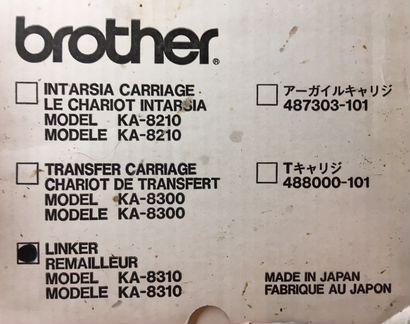 brother®
INTARSIA CARRIAGE
LE CHARIOT INTARSIA
MODEL KA-8210
MODELE KA-8210
アーガイルキャリジ
487303-101
TRANSFER CARRIAGE
CHARIOT DE TRANSFERT
MODEL KA-8300
MODELE KA-8300
Tキャリジ
488000-101
LINKER
REMAILLEUR
MODEL KA-8310
MODELE KA-8310
MADE IN JAPAN
FABRIQUE AU JAPON